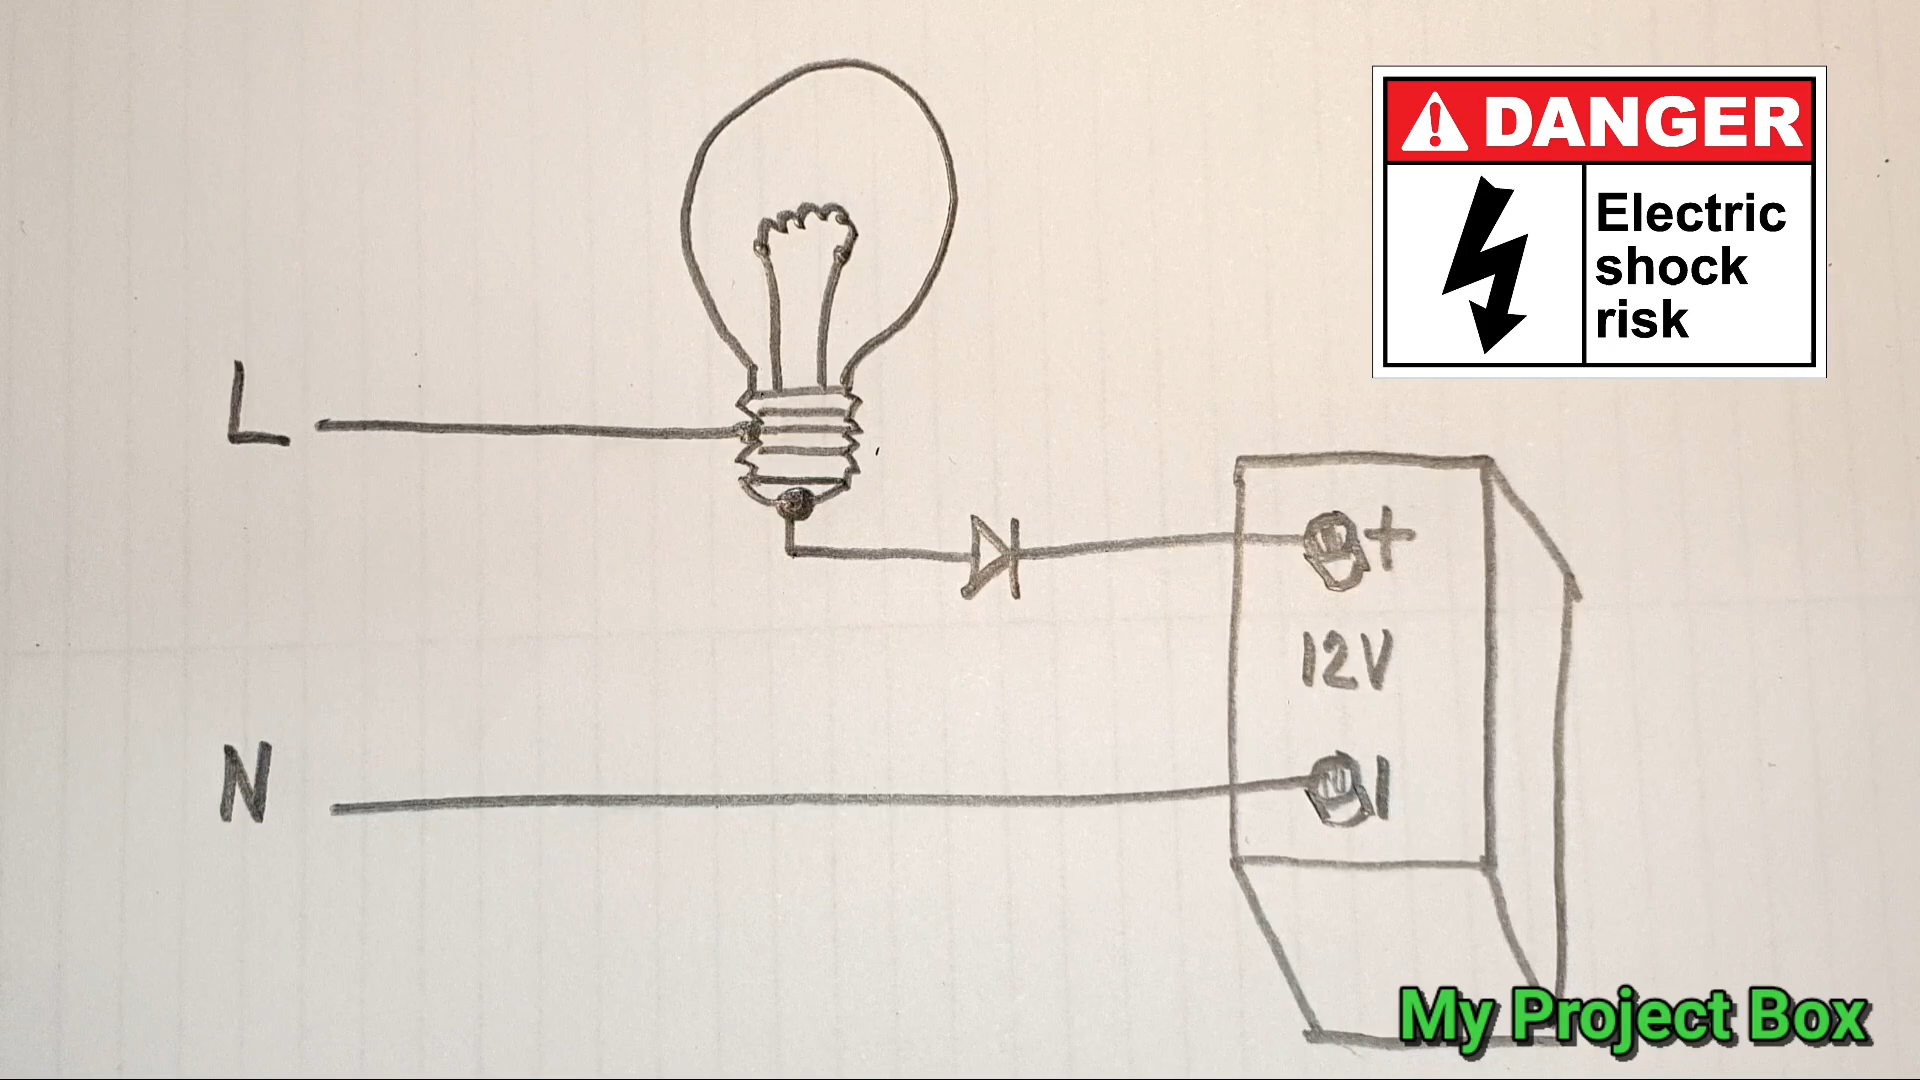 DANGER
Electric
shock
risk
L
+
12V
N
My Project Box